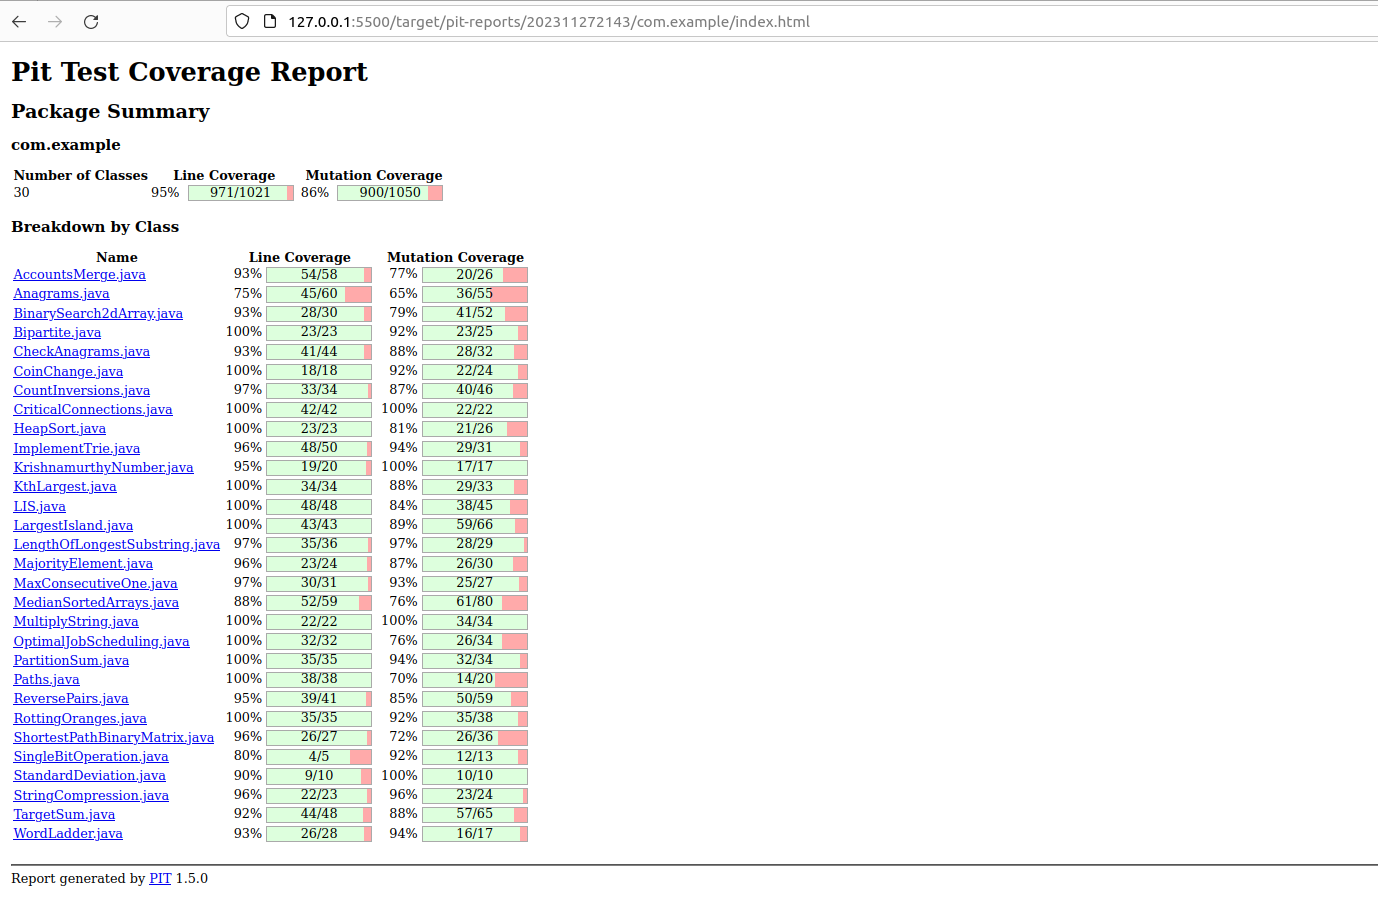 127.0.0.1:5500/target/pit-reports/202311272143/com.example/index.html
Pit Test Coverage Report
Package Summary
com.example
Number of Classes Line Coverage Mutation Coverage
30 95% 971/1021 86% 900/1050
Breakdown by Class
Name Line Coverage Mutation Coverage
AccountsMerge.java 93% 54/58 77% 20/26
Anagrams.java 75% 45/60 65% 36/55
BinarySearch2dArray.java 93% 28/30 79% 41/52
Bipartite.java 100% 23/23 92% 23/25
CheckAnagrams.java 93% 41/44 88% 28/32
CoinChange.java 100% 18/18 92% 22/24
CountInversions.java 97% 33/34 87% 40/46
CriticalConnections.java 100% 42/42 100% 22/22
HeapSort.java 100% 23/23 81% 21/26
ImplementTrie.java 96% 48/50 94% 29/31
KrishnamurthyNumber.java 95% 19/20 100% 17/17
KthLargest.java 100% 34/34 88% 29/33
LIS.java 100% 48/48 84% 38/45
LargestIsland.java 100% 43/43 89% 59/66
LengthOfLongestSubstring.java 97% 35/36 97% 28/29
MajorityElement.java 96% 23/24 87% 26/30
MaxConsecutiveOne.java 97% 30/31 93% 25/27
MedianSortedArrays.java 88% 52/59 76% 61/80
MultiplyString.java 100% 22/22 100% 34/34
OptimalJobScheduling.java 100% 32/32 76% 26/34
PartitionSum.java 100% 35/35 94% 32/34
Paths.java 100% 38/38 70% 14/20
ReversePairs.java 95% 39/41 85% 50/59
RottingOranges.java 100% 35/35 92% 35/38
ShortestPathBinaryMatrix.java 96% 26/27 72% 26/36
SingleBitOperation.java 80% 4/5 92% 12/13
StandardDeviation.java 90% 9/10 100% 10/10
StringCompression.java 96% 22/23 96% 23/24
TargetSum.java 92% 44/48 88% 57/65
WordLadder.java 93% 26/28 94% 16/17
Report generated by PIT 1.5.0